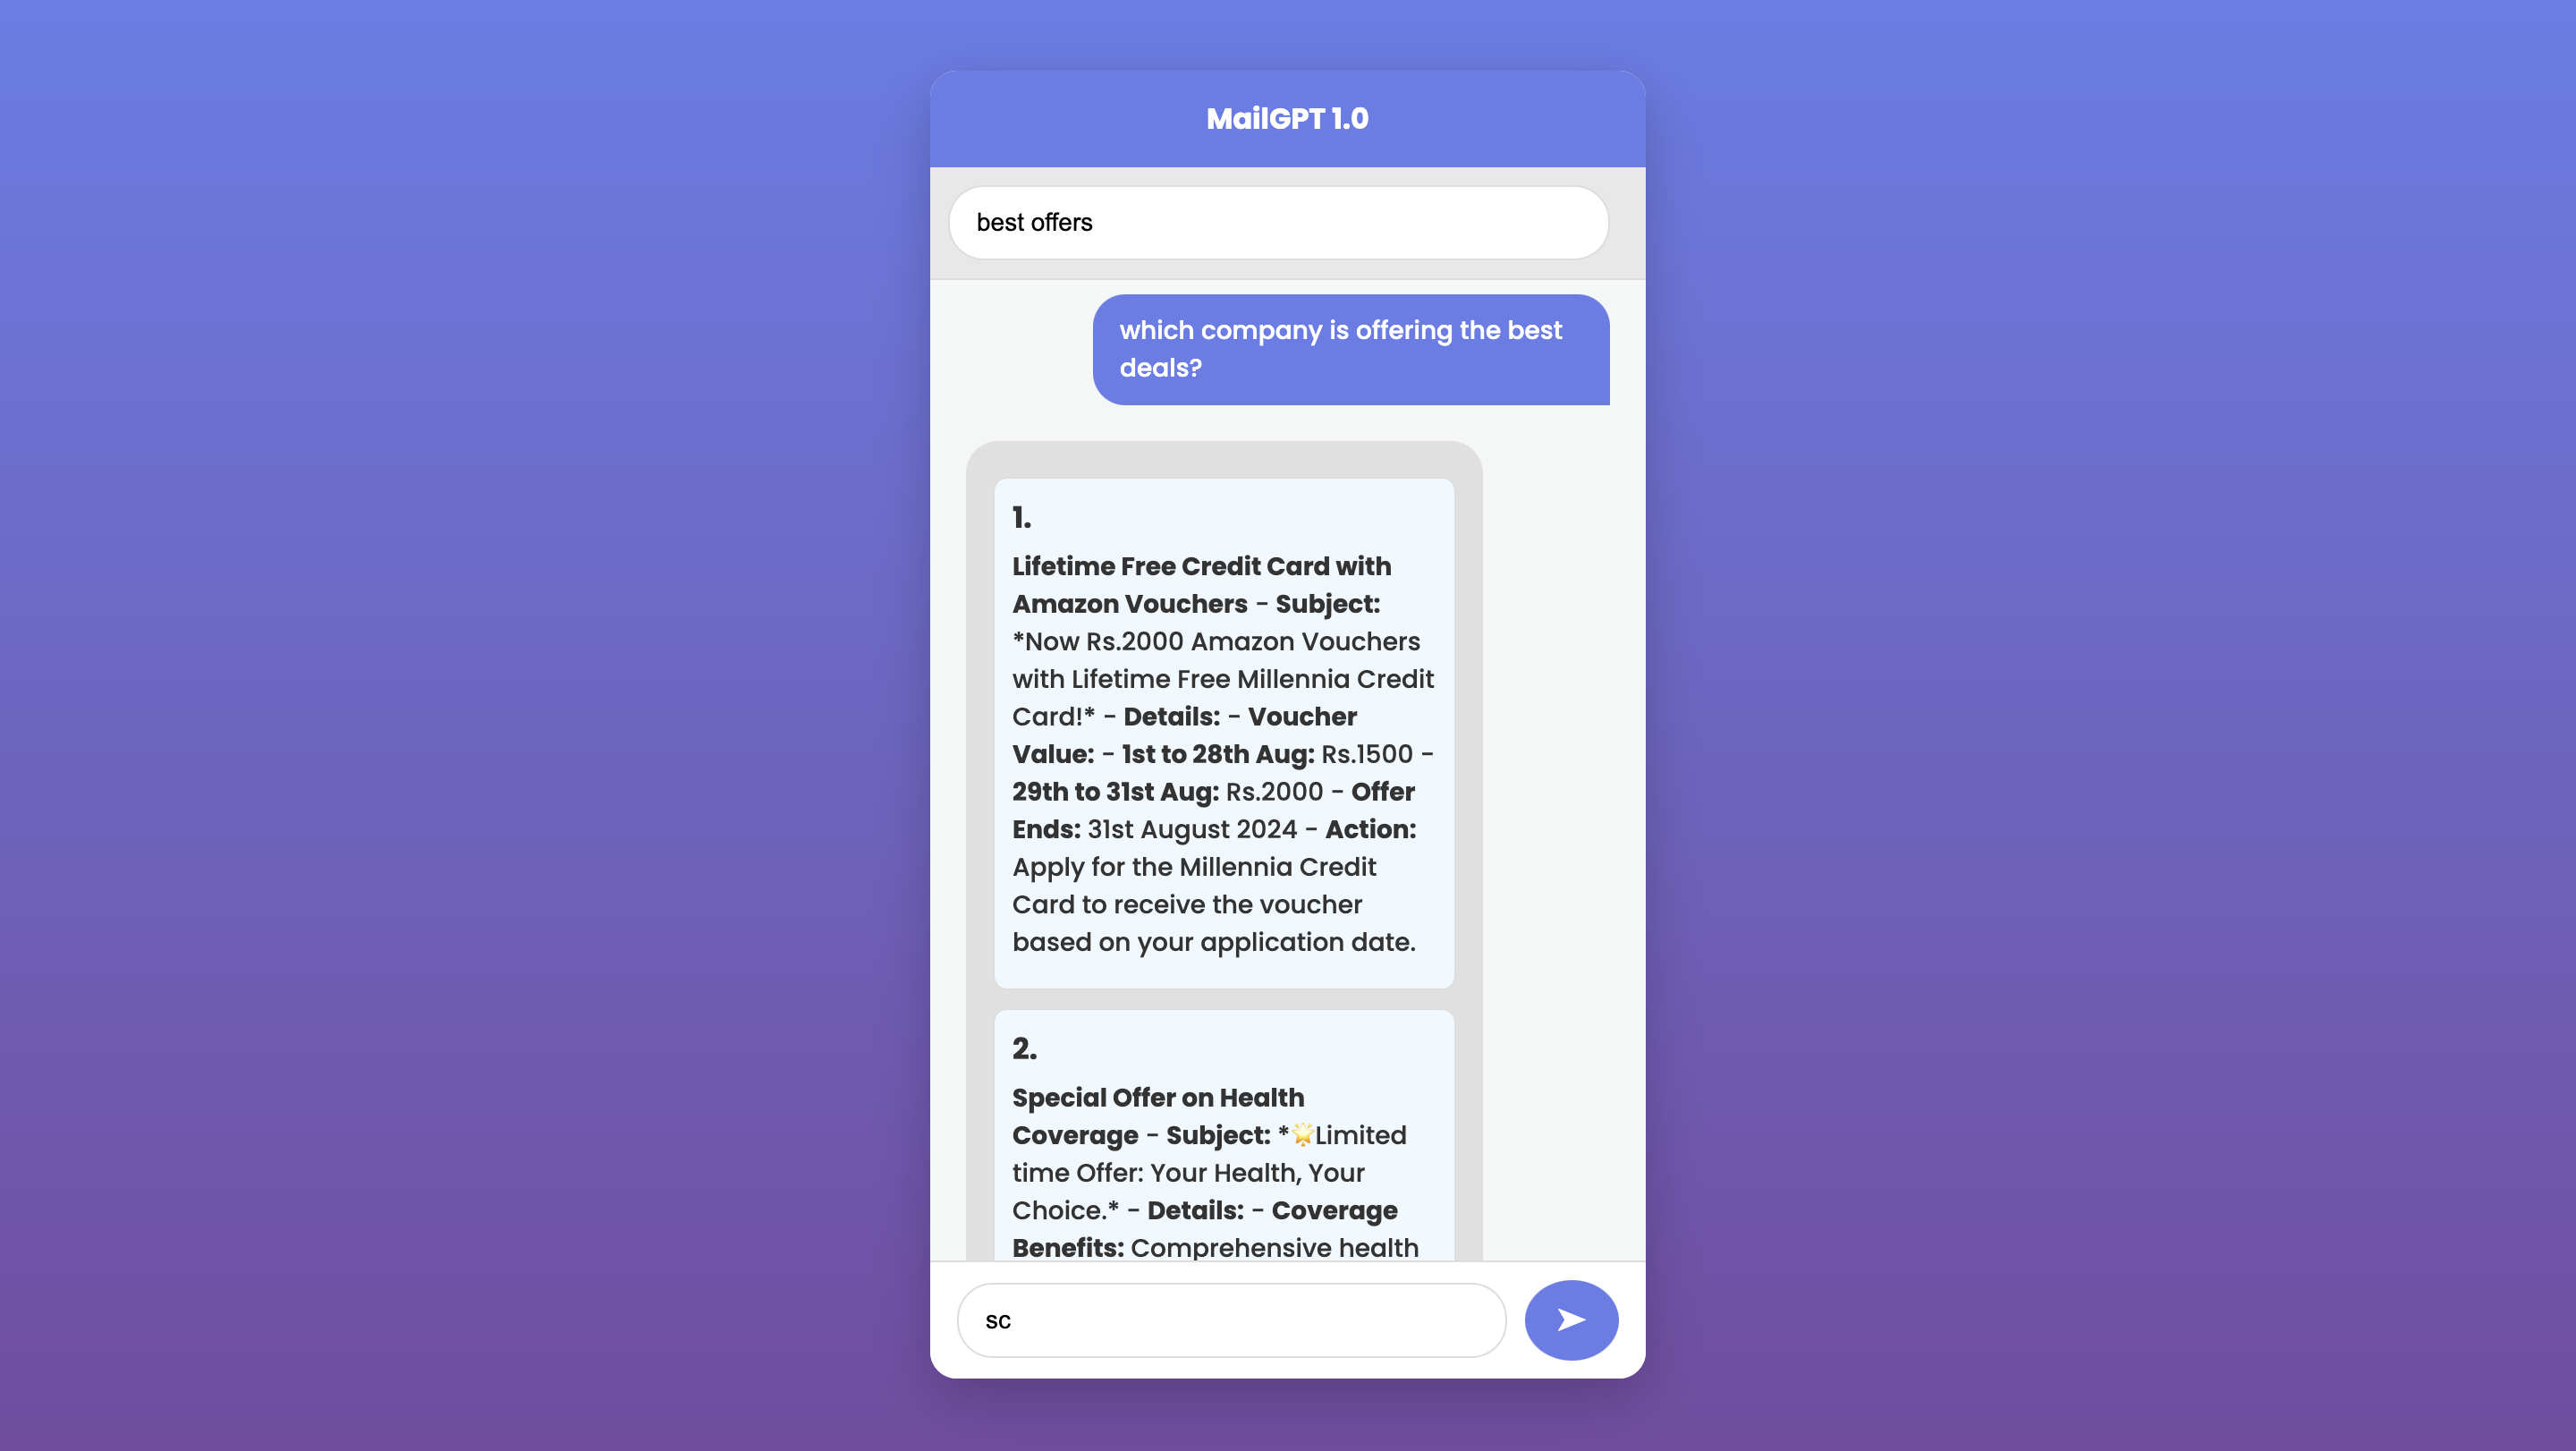 MailGPT 1.0
best offers
which company is offering the best
deals?
1.
Lifetime Free Credit Card with
Amazon Vouchers - Subject:
*Now Rs.2000 Amazon Vouchers
with Lifetime Free Millennia Credit
Card!* - Details: - Voucher
Value: - 1st to 28th Aug: Rs.1500 -
29th to 31st Aug: Rs.2000 - Offer
Ends: 31st August 2024 - Action:
Apply for the Millennia Credit
Card to receive the voucher
based on your application date.
2.
Special Offer on Health
Coverage - Subject: *🌟Limited
time Offer: Your Health, Your
Choice.* - Details: - Coverage
Benefits: Comprehensive health
sc